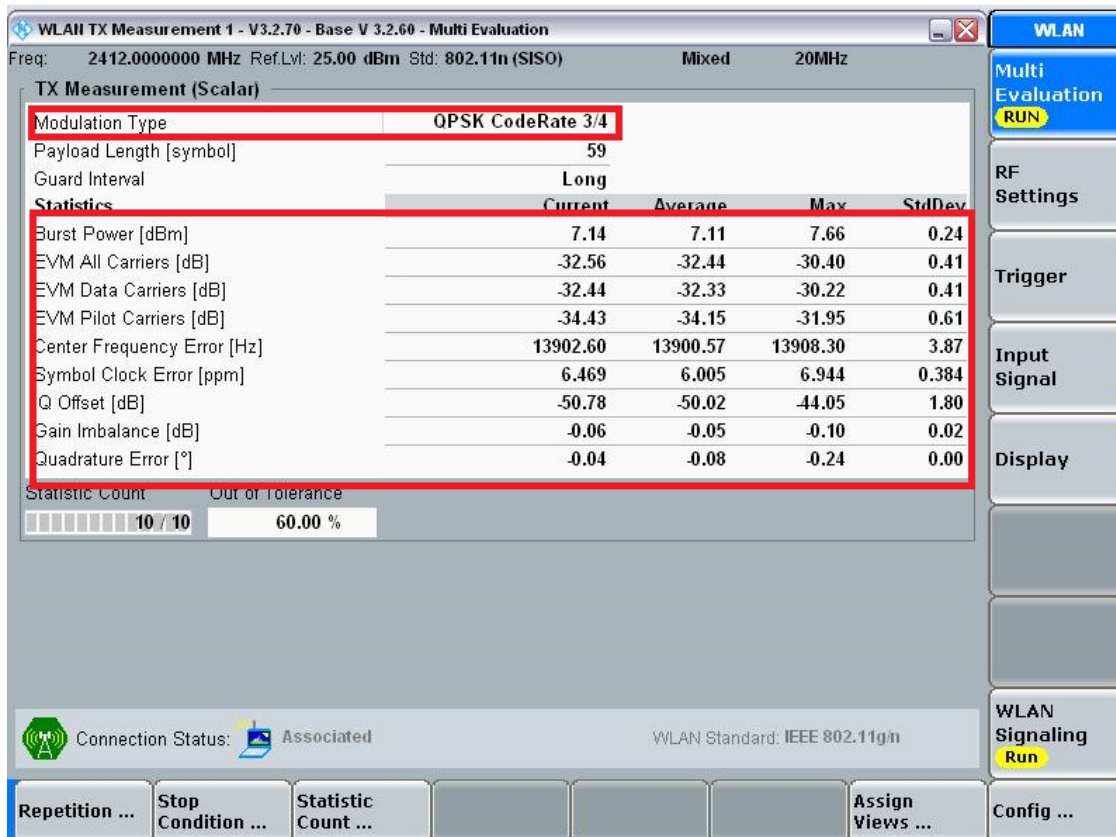 WLAN TX Measurement 1 - V3.2.70 - Base V 3.2.60 - Multi Evaluation
WLAN
Freq: 2412.0000000 MHz Ref.Lvl: 25.00 dBm Std: 802.11n (SISO) Mixed 20MHz
Multi
Evaluation
RUN
TX Measurement (Scalar)
Modulation Type QPSK CodeRate 3/4
Payload Length [symbol] 59
Guard Interval Long
RF
Settings
Statistics Current Average Max StdDev
Burst Power [dBm] 7.14 7.11 7.66 0.24
EVM All Carriers [dB] -32.56 -32.44 -30.40 0.41
EVM Data Carriers [dB] -32.44 -32.33 -30.22 0.41
EVM Pilot Carriers [dB] -34.43 -34.15 -31.95 0.61
Center Frequency Error [Hz] 13902.60 13900.57 13908.30 3.87
Symbol Clock Error [ppm] 6.469 6.005 6.944 0.384
IQ Offset [dB] -50.78 -50.02 -44.05 1.80
Gain Imbalance [dB] -0.06 -0.05 -0.10 0.02
Quadrature Error [°] -0.04 -0.08 -0.24 0.00
Trigger
Input
Signal
Display
Statistic Count Out of Tolerance
10 / 10 60.00 %
Connection Status: Associated WLAN Standard: IEEE 802.11g/n
WLAN
Signaling
Run
Repetition ...
Stop
Condition ...
Statistic
Count ...
Assign
Views ...
Config ...